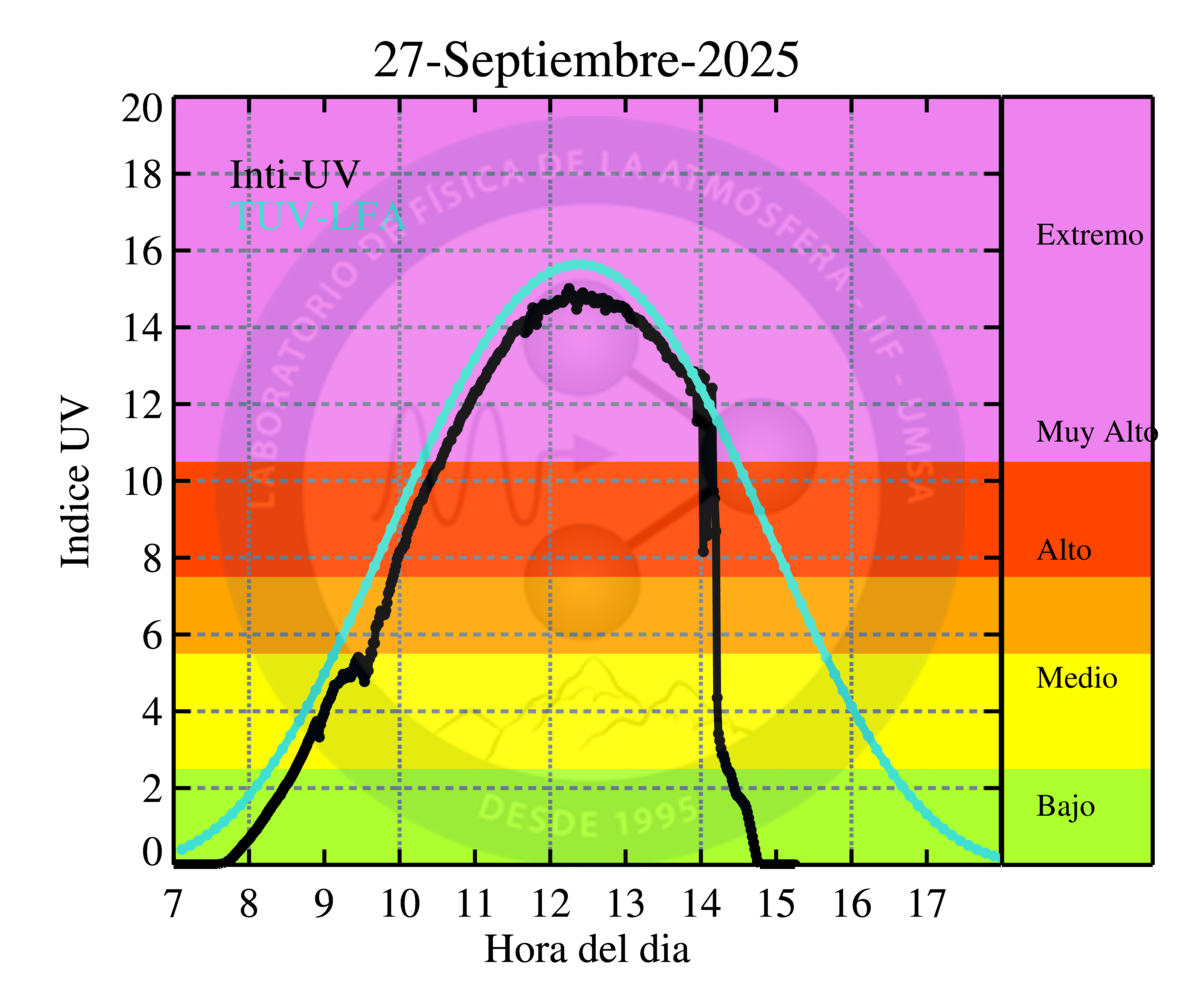 27-Septiembre-2025
20
18
16
14
12
10
8
6
4
2
0
Indice UV
Inti-UV
TUV-LFA
LABORATORIO DE FÍSICA DE LA ATMÓSFERA - IIF - UMSA
DESDE 1995
Extremo
Muy Alto
Alto
Medio
Bajo
7 8 9 10 11 12 13 14 15 16 17
Hora del dia